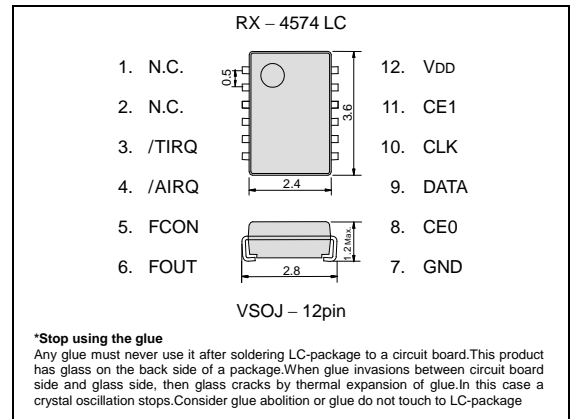 RX – 4574 LC
1. N.C.
2. N.C.
3. /TIRQ
4. /AIRQ
5. FCON
6. FOUT
0.5
3.6
2.4
1.2 Max.
2.8
12. VDD
11. CE1
10. CLK
9. DATA
8. CE0
7. GND
VSOJ – 12pin
*Stop using the glue
Any glue must never use it after soldering LC-package to a circuit board.This product
has glass on the back side of a package.When glue invasions between circuit board
side and glass side, then glass cracks by thermal expansion of glue.In this case a
crystal oscillation stops.Consider glue abolition or glue do not touch to LC-package